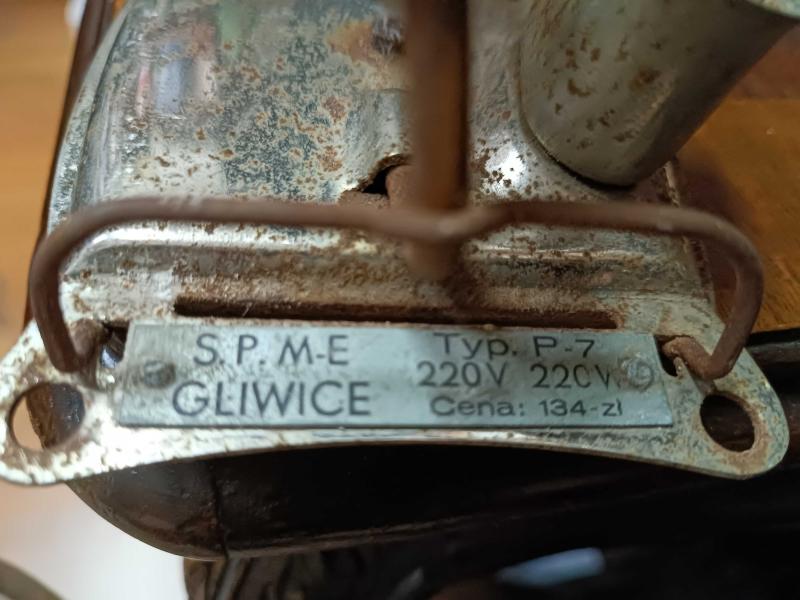 S.P. M-E
GLIWICE
Typ. P-7
220V 220W
Cena: 134-zł